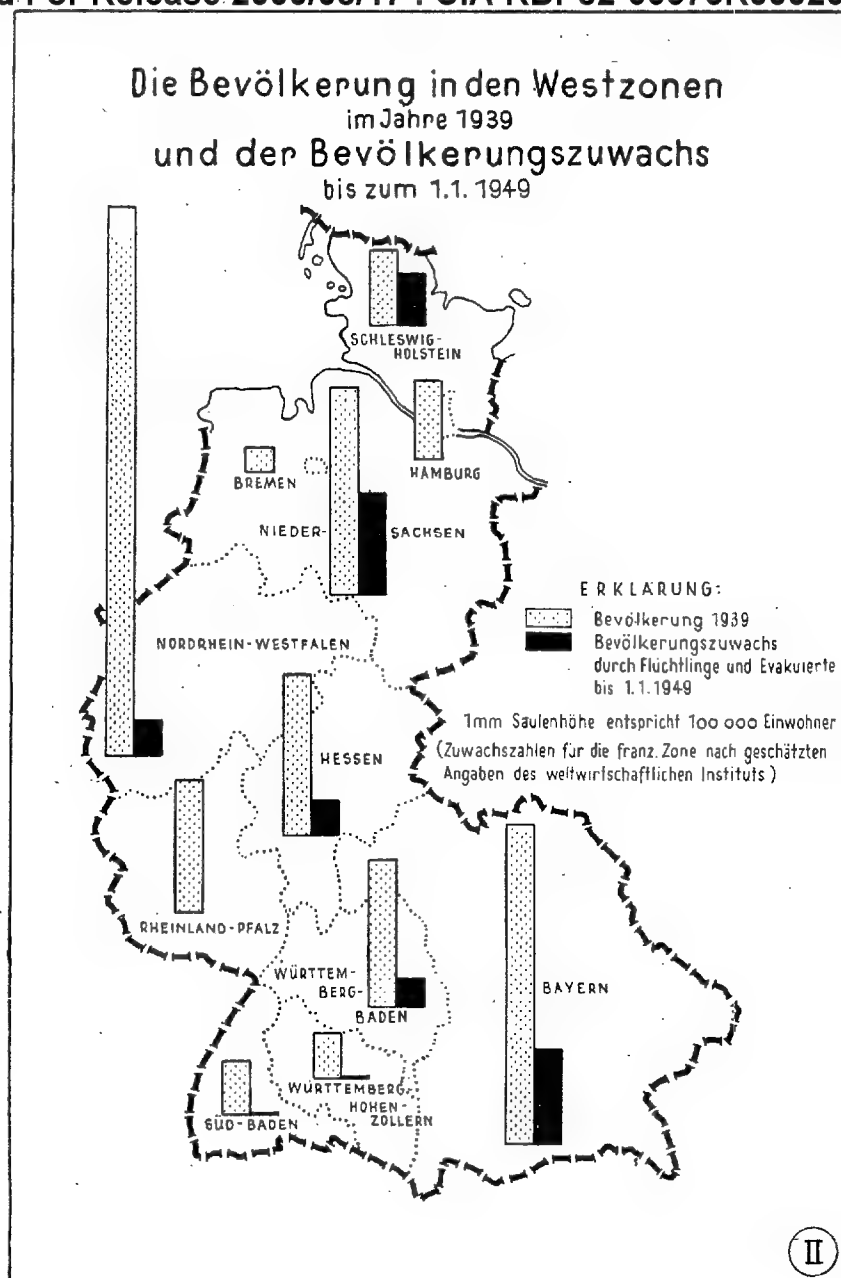 Die Bevölkerung in den Westzonen
im Jahre 1939
und der Bevölkerungszuwachs
bis zum 1.1.1949
SCHLESWIG-
HOLSTEIN
HAMBURG
BREMEN
NIEDER- SACHSEN
ERKLÄRUNG:
Bevölkerung 1939
Bevölkerungszuwachs
durch Flüchtlinge und Evakuierte
bis 1.1.1949
1mm Säulenhöhe entspricht 100 000 Einwohner
(Zuwachszahlen für die franz. Zone nach geschätzten
Angaben des weltwirtschaftlichen Instituts)
NORDRHEIN-WESTFALEN
HESSEN
RHEINLAND-PFALZ
WÜRTTEM-
BERG-
BADEN
BAYERN
WÜRTTEMBERG-
HOHEN-
ZOLLERN
SÜD-BADEN
II